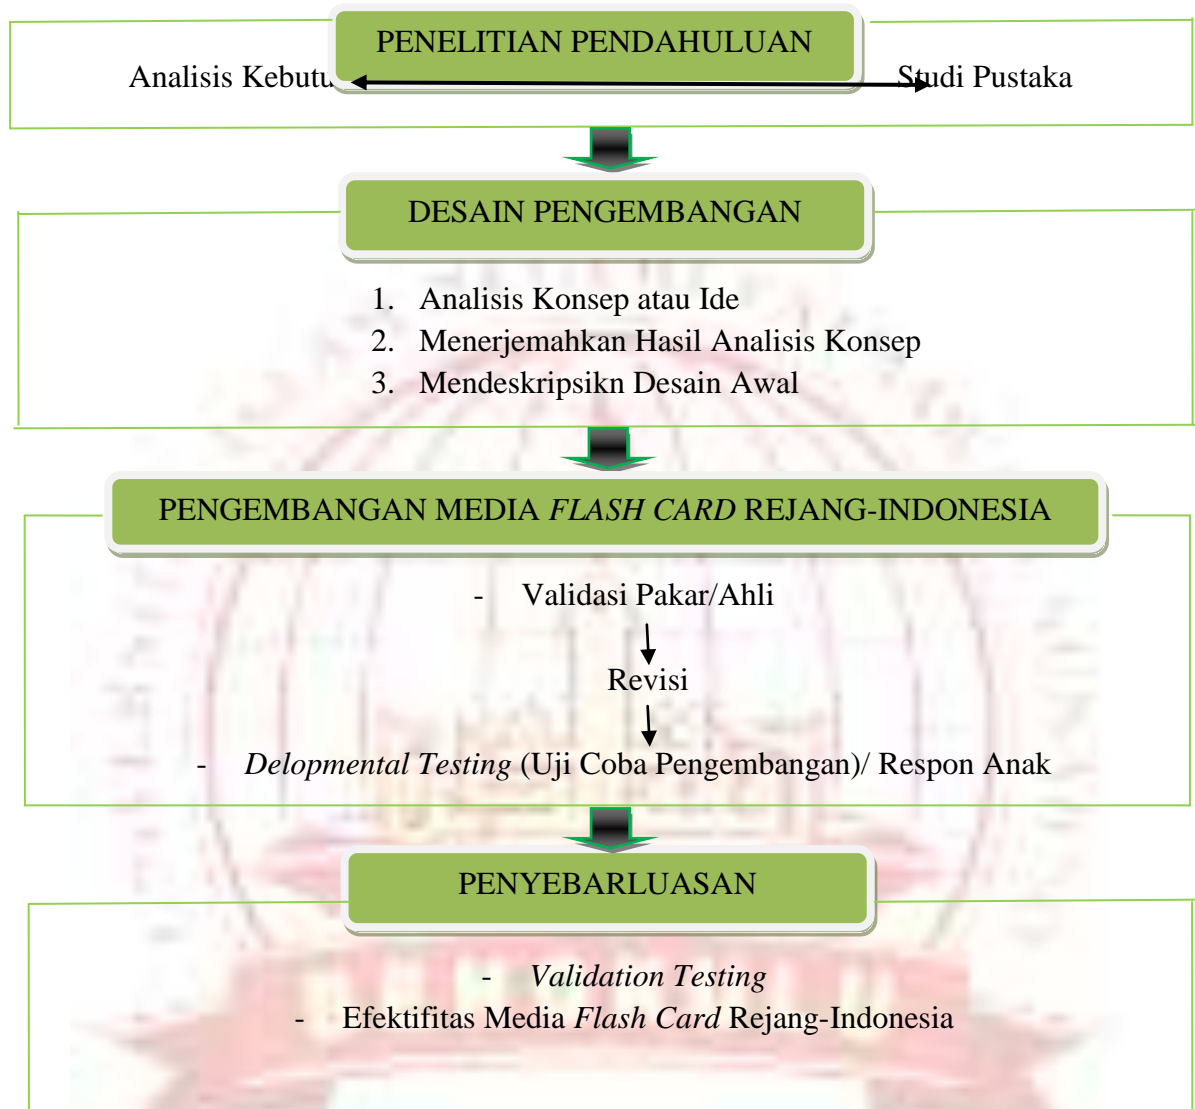 PENELITIAN PENDAHULUAN
Analisis Kebutu Studi Pustaka
DESAIN PENGEMBANGAN
1. Analisis Konsep atau Ide
2. Menerjemahkan Hasil Analisis Konsep
3. Mendeskripsikn Desain Awal
PENGEMBANGAN MEDIA FLASH CARD REJANG-INDONESIA
- Validasi Pakar/Ahli
Revisi
- Delopmental Testing (Uji Coba Pengembangan)/ Respon Anak
PENYEBARLUASAN
- Validation Testing
- Efektifitas Media Flash Card Rejang-Indonesia